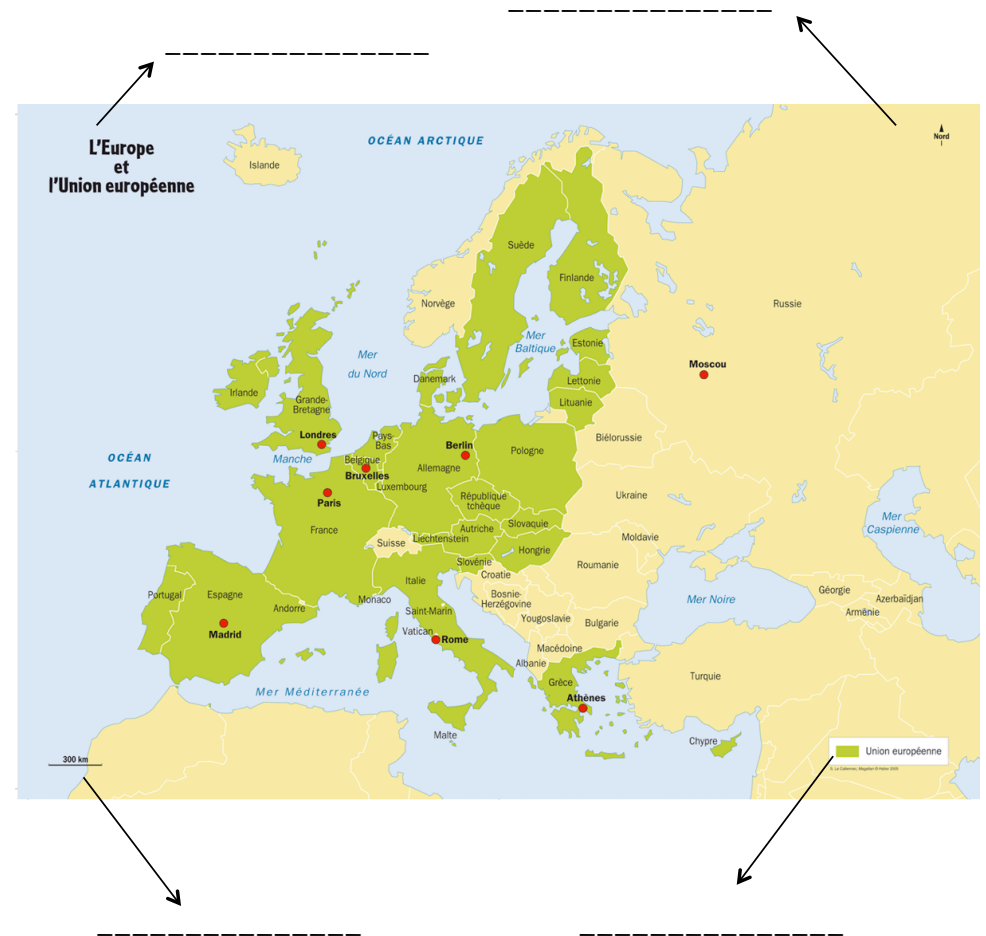 L'Europe
et
l'Union européenne
OCÉAN ARCTIQUE
Nord
Islande
Suède
Finlande
Norvège
Russie
Mer
Baltique
Estonie
Mer
du Nord
Moscou
Danemark
Lettonie
Irlande
Grande-
Bretagne
Lituanie
Londres
Pays-
Bas
Berlin
Biélorussie
Pologne
OCÉAN
ATLANTIQUE
Manche
Belgique
Bruxelles
Allemagne
Luxembourg
Paris
République
tchèque
Ukraine
Mer
Caspienne
France
Autriche
Slovaquie
Liechtenstein
Suisse
Moldavie
Hongrie
Slovénie
Roumanie
Croatie
Italie
Portugal
Espagne
Monaco
Andorre
Saint-Marin
Bosnie-
Herzégovine
Mer Noire
Géorgie
Azerbaïdjan
Arménie
Yougoslavie
Bulgarie
Madrid
Vatican
Rome
Macédoine
Albanie
Grèce
Turquie
Mer Méditerranée
Athènes
Malte
Chypre
Union européenne
300 km